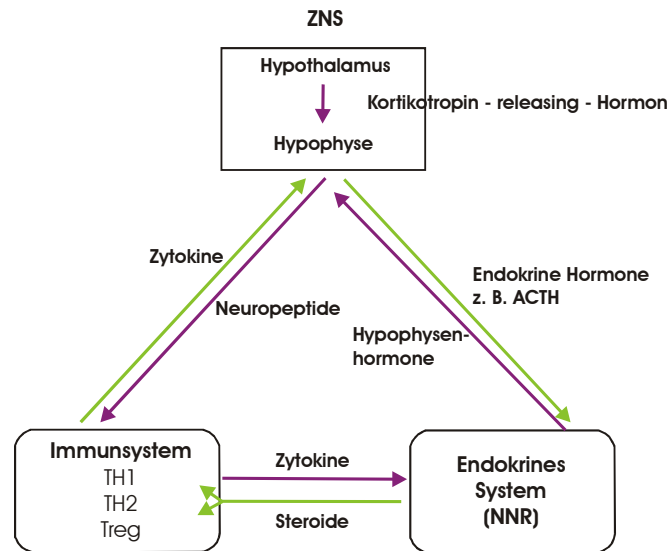 ZNS
Hypothalamus
Kortikotropin - releasing - Hormon
Hypophyse
Zytokine
Neuropeptide
Endokrine Hormone
z. B. ACTH
Hypophysen-
hormone
Immunsystem
TH1
TH2
Treg
Zytokine
Steroide
Endokrines
System
(NNR)